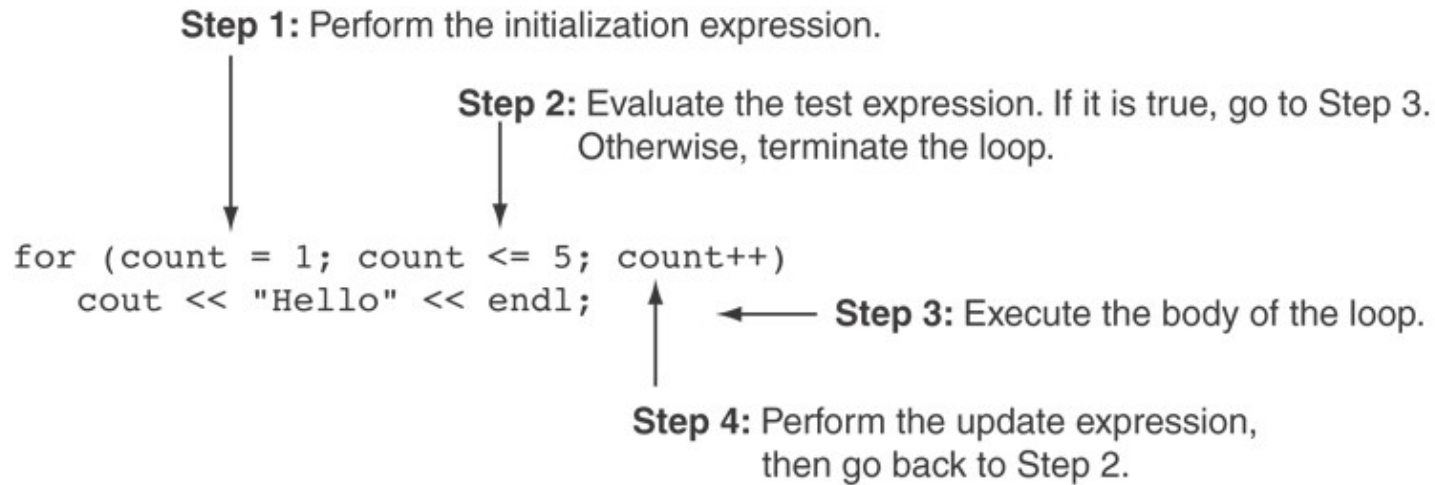 Step 1: Perform the initialization expression.
Step 2: Evaluate the test expression. If it is true, go to Step 3.
Otherwise, terminate the loop.
for (count = 1; count <= 5; count++)
cout << "Hello" << endl;
Step 3: Execute the body of the loop.
Step 4: Perform the update expression,
then go back to Step 2.